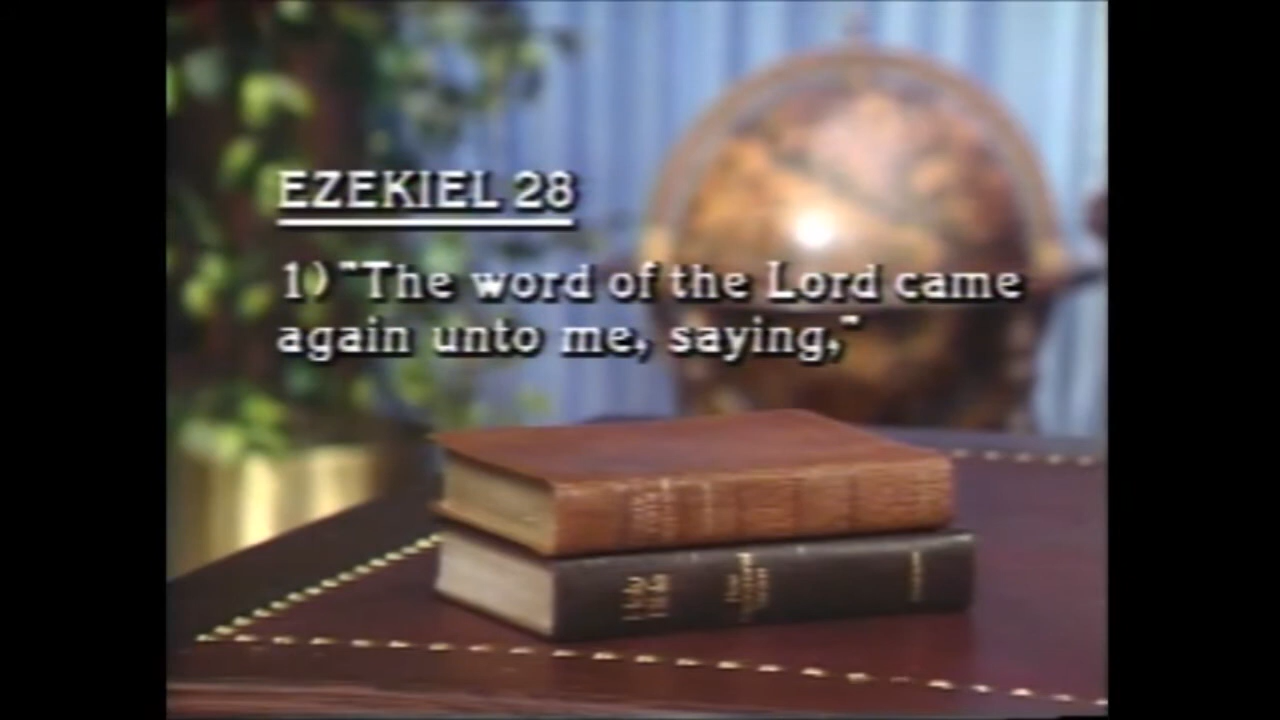 EZEKIEL 28
1) "The word of the Lord came
again unto me, saying,"